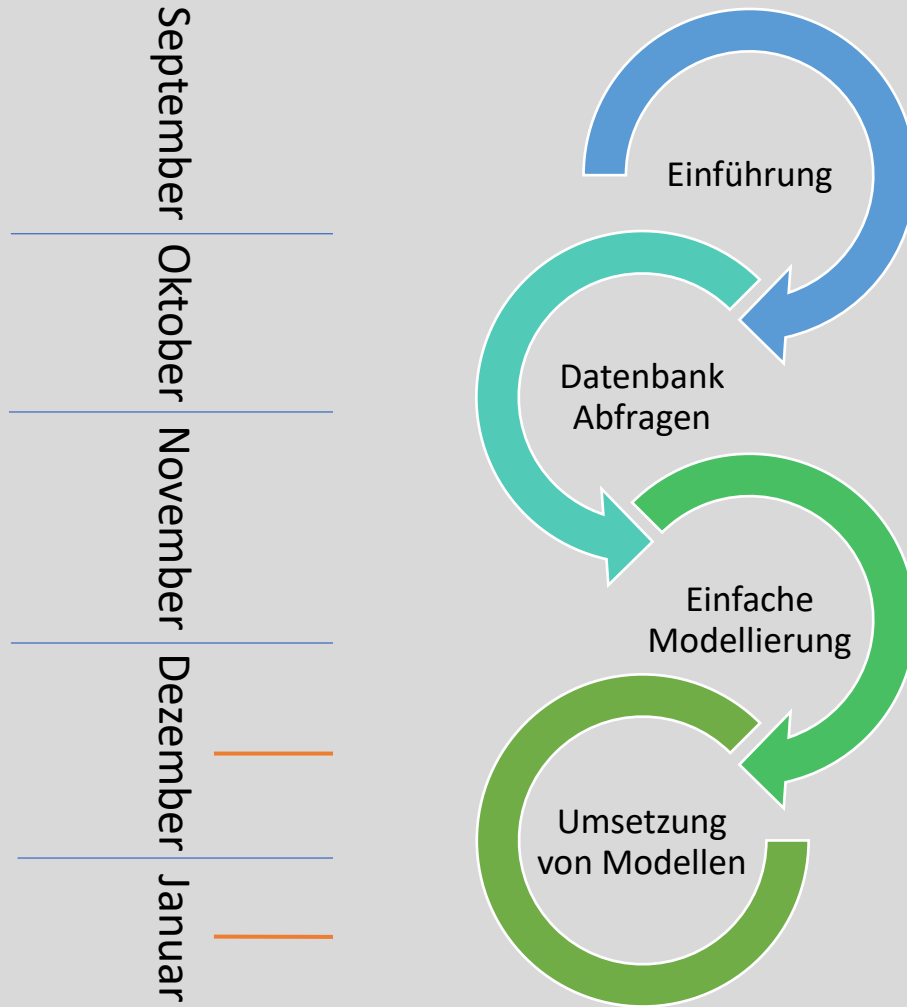 September
Oktober
November
Dezember
Januar
Einführung
Datenbank
Abfragen
Einfache
Modellierung
Umsetzung
von Modellen